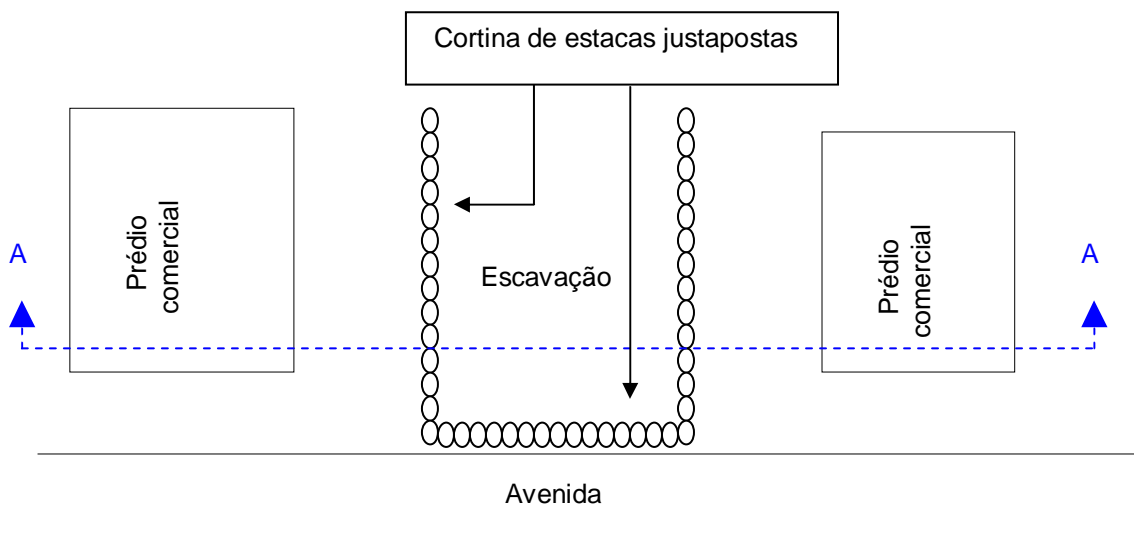 Cortina de estacas justapostas
Prédio
comercial
A
Escavação
Prédio
comercial
A
Avenida